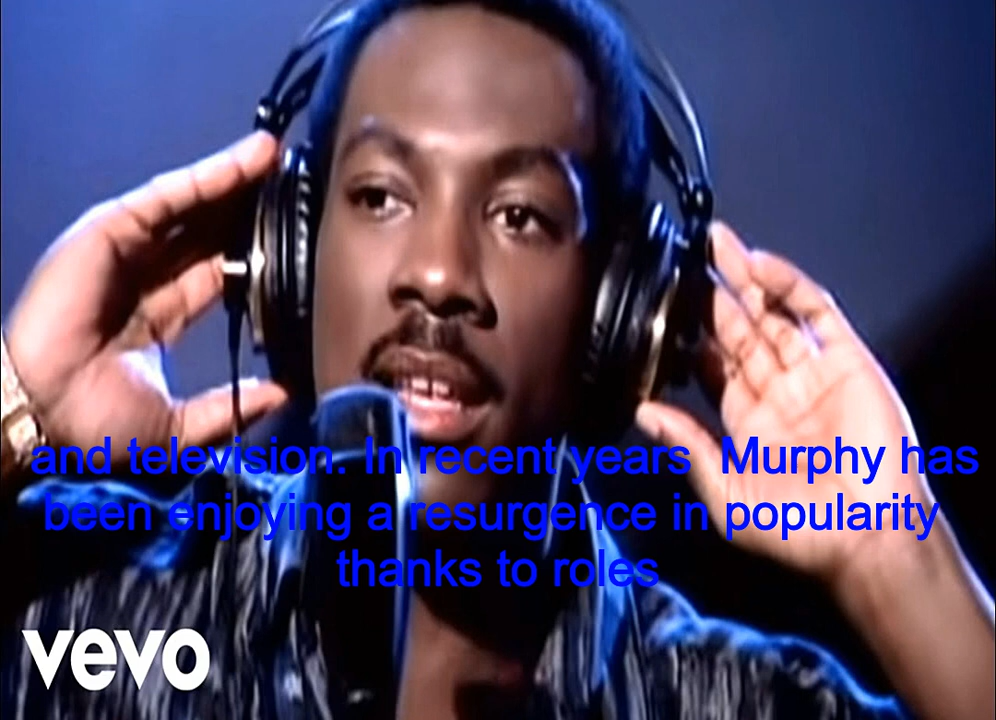 and television. In recent years  Murphy has
been enjoying a resurgence in popularity
thanks to roles
vevo